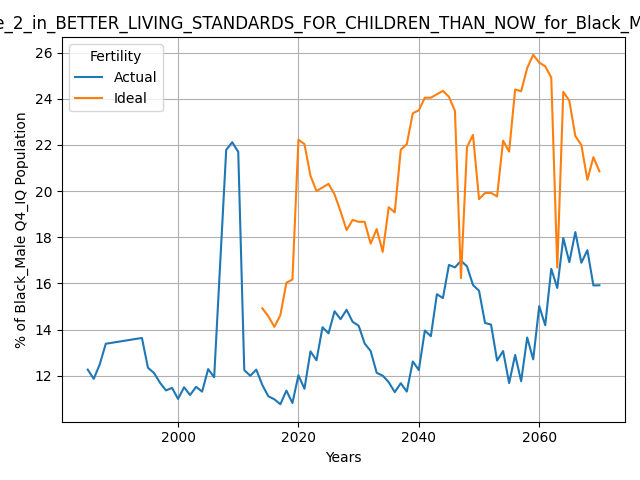 e_2_in_BETTER_LIVING_STANDARDS_FOR_CHILDREN_THAN_NOW_for_Black_M
Fertility
Actual
Ideal
% of Black_Male Q4_IQ Population
26
24
22
20
18
16
14
12
2000
2020
2040
2060
Years